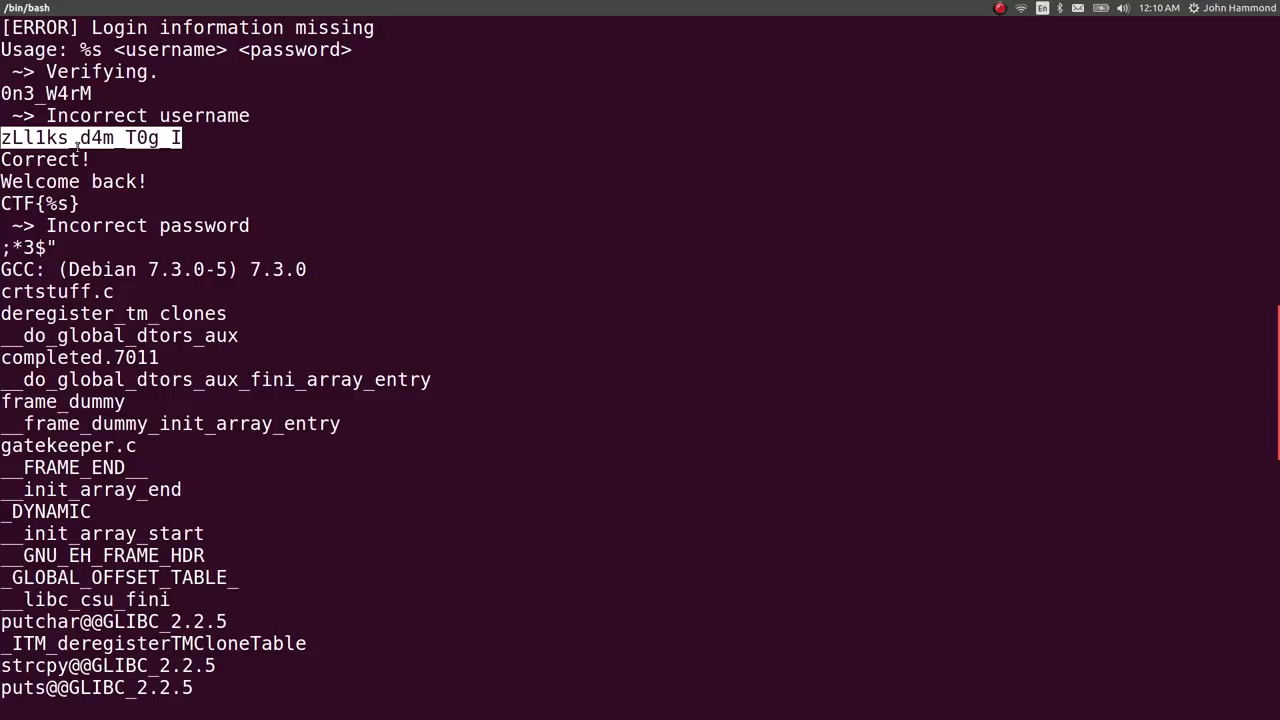 /bin/bash
En
12:10 AM
John Hammond
[ERROR] Login information missing
Usage: %s <username> <password>
 ~> Verifying.
0n3_W4rM
 ~> Incorrect username
zLl1ks_d4m_T0g_I
Correct!
Welcome back!
CTF{%s}
 ~> Incorrect password
;*3$"
GCC: (Debian 7.3.0-5) 7.3.0
crtstuff.c
deregister_tm_clones
__do_global_dtors_aux
completed.7011
__do_global_dtors_aux_fini_array_entry
frame_dummy
__frame_dummy_init_array_entry
gatekeeper.c
__FRAME_END__
__init_array_end
_DYNAMIC
__init_array_start
__GNU_EH_FRAME_HDR
_GLOBAL_OFFSET_TABLE_
__libc_csu_fini
putchar@@GLIBC_2.2.5
_ITM_deregisterTMCloneTable
strcpy@@GLIBC_2.2.5
puts@@GLIBC_2.2.5